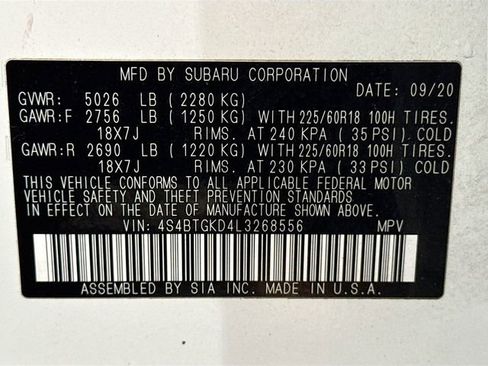 MFD BY SUBARU CORPORATION
GVWR: 5026 LB ( 2280 KG) DATE: 09/20
GAWR:F 2756 LB ( 1250 KG) WITH 225/60R18 100H TIRES.
18X7J RIMS. AT 240 KPA ( 35 PSI) COLD
GAWR:R 2690 LB ( 1220 KG) WITH 225/60R18 100H TIRES.
18X7J RIMS. AT 230 KPA ( 33 PSI) COLD
THIS VEHICLE CONFORMS TO ALL APPLICABLE FEDERAL MOTOR
VEHICLE SAFETY AND THEFT PREVENTION STANDARDS
IN EFFECT ON THE DATE OF MANUFACTURE SHOWN ABOVE.
VIN: 4S4BTGKD4L3268556 MPV
ASSEMBLED BY SIA INC. MADE IN U.S.A.